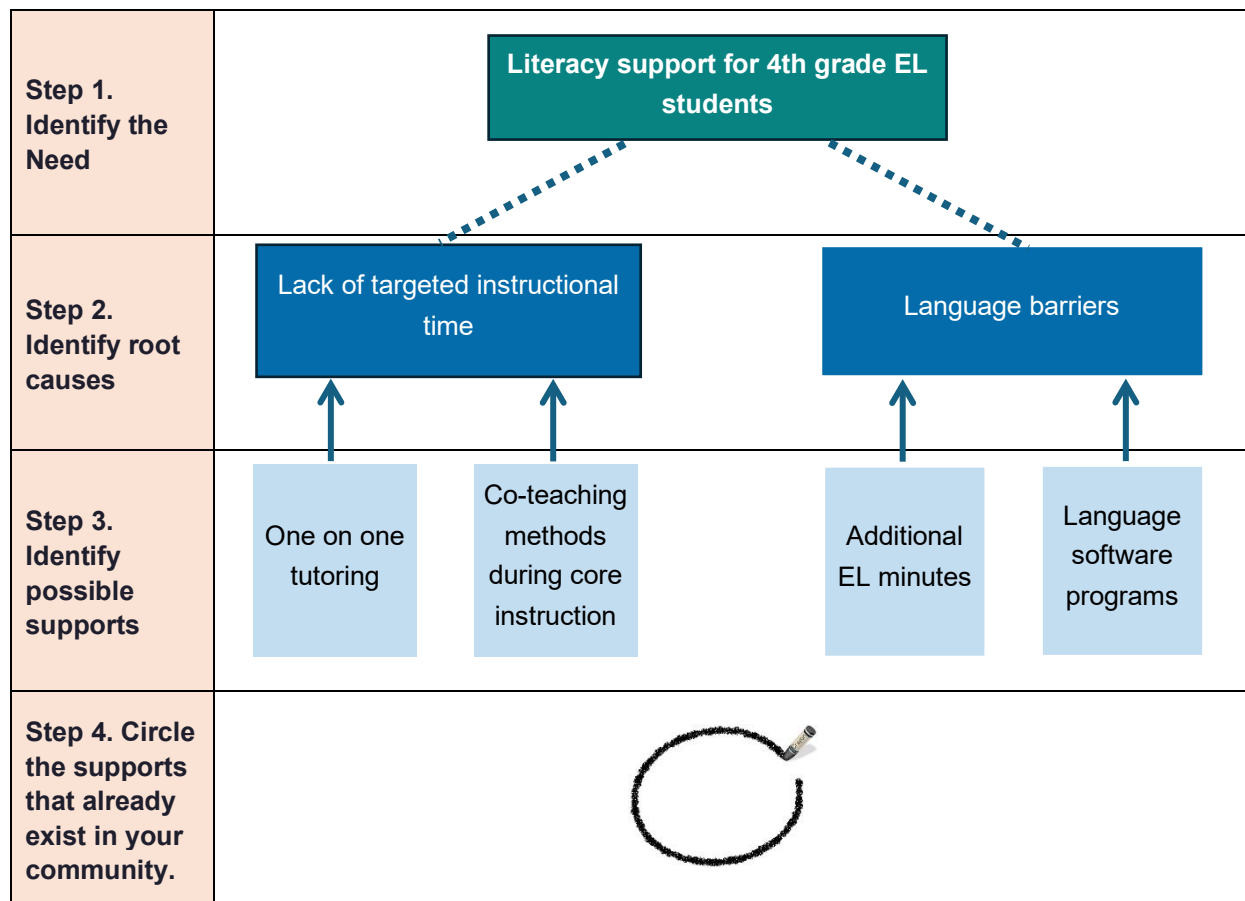 Step 1.
Identify the
Need
Literacy support for 4th grade EL
students
Step 2.
Identify root
causes
Lack of targeted instructional
time
Language barriers
Step 3.
Identify
possible
supports
One on one
tutoring
Co-teaching
methods
during core
instruction
Additional
EL minutes
Language
software
programs
Step 4. Circle
the supports
that already
exist in your
community.